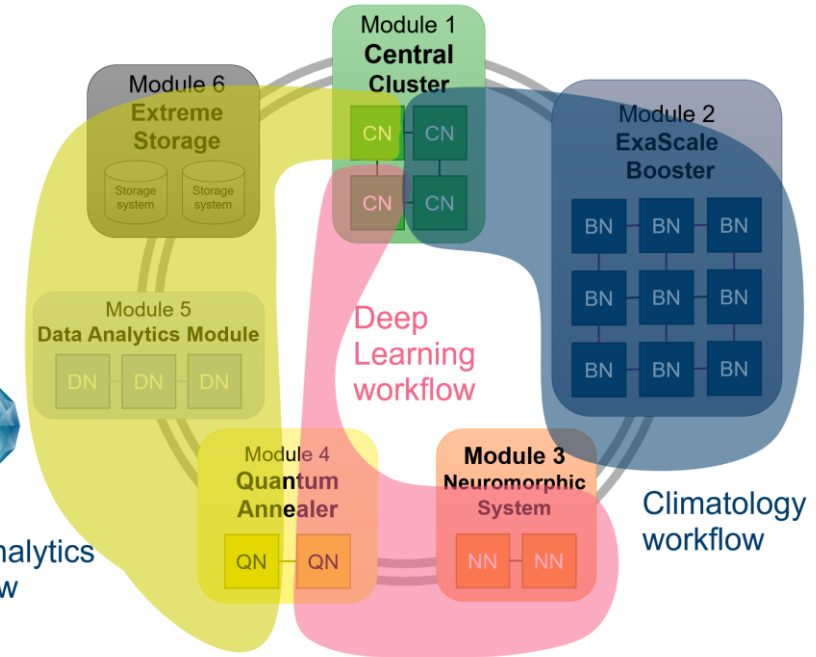 Module 1
Central
Cluster
CN
CN
CN
CN
Module 2
ExaScale
Booster
BN
BN
BN
BN
BN
BN
BN
BN
BN
Module 6
Extreme
Storage
Storage
system
Storage
system
Module 5
Data Analytics Module
DN
DN
DN
Deep
Learning
workflow
Module 4
Quantum
Annealer
QN
QN
Module 3
Neuromorphic
System
NN
NN
Climatology
workflow
nalytics
w